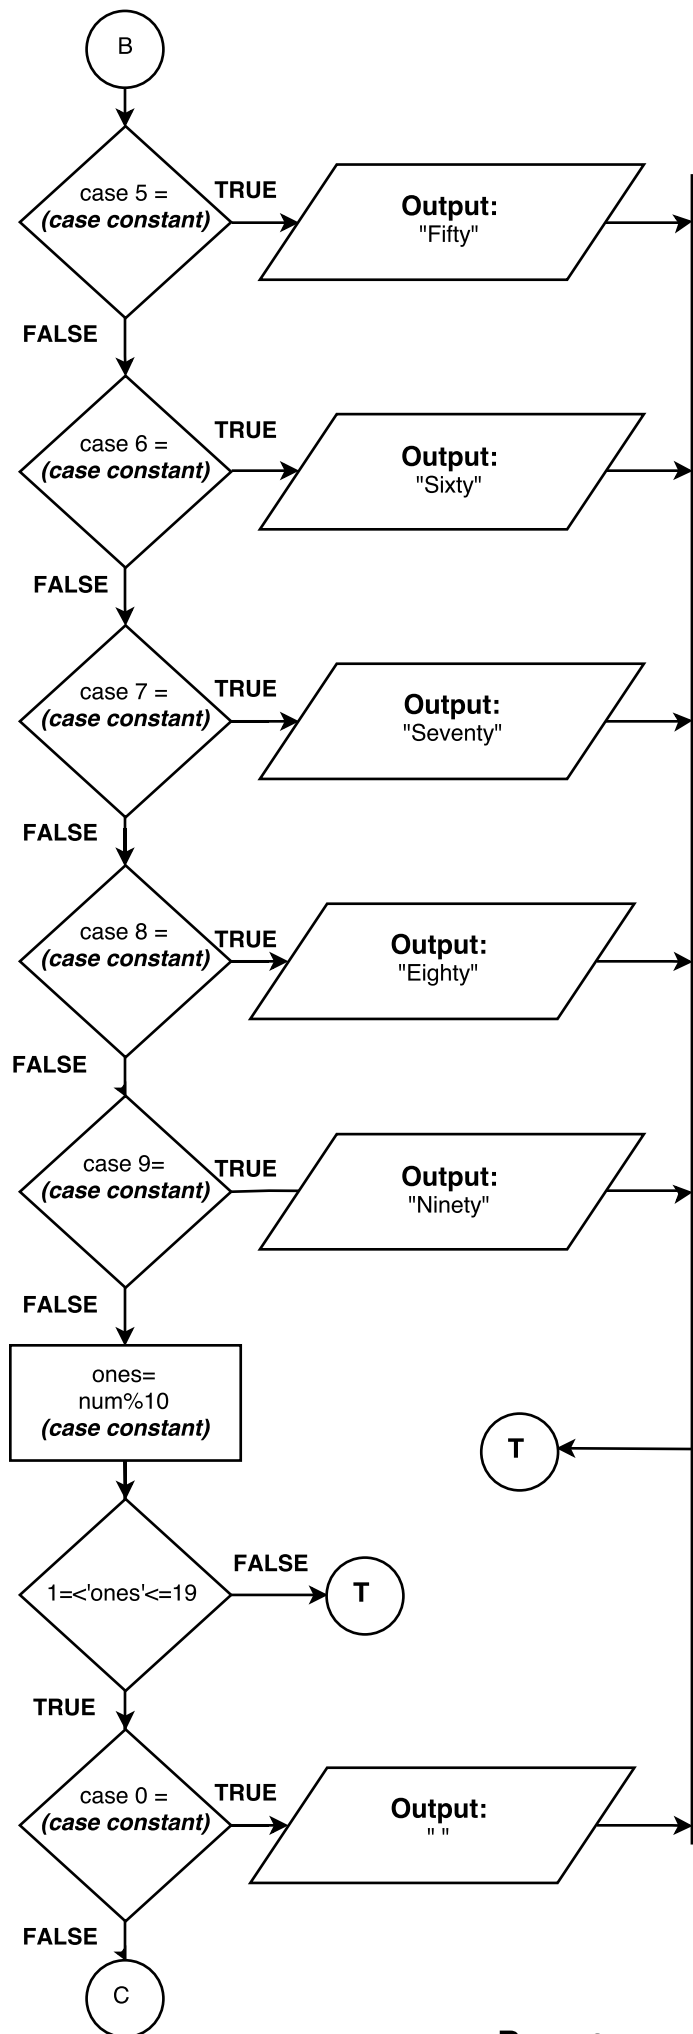 B
case 5 =
(case constant)
TRUE
Output:
"Fifty"
FALSE
case 6 =
(case constant)
TRUE
Output:
"Sixty"
FALSE
case 7 =
(case constant)
TRUE
Output:
"Seventy"
FALSE
case 8 =
(case constant)
TRUE
Output:
"Eighty"
FALSE
case 9=
(case constant)
TRUE
Output:
"Ninety"
FALSE
ones=
num%10
(case constant)
T
1=<'ones'<=19
FALSE
T
TRUE
case 0 =
(case constant)
TRUE
Output:
" "
FALSE
C